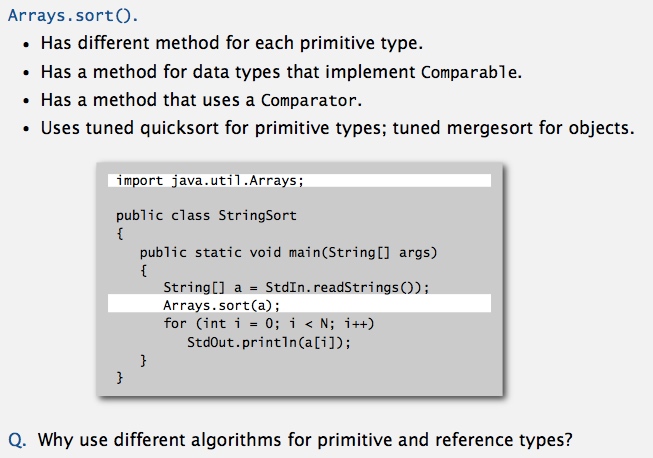 Arrays.sort().
• Has different method for each primitive type.
• Has a method for data types that implement Comparable.
• Has a method that uses a Comparator.
• Uses tuned quicksort for primitive types; tuned mergesort for objects.
import java.util.Arrays;
public class StringSort
{
public static void main(String[] args)
{
String[] a = StdIn.readStrings());
Arrays.sort(a);
for (int i = 0; i < N; i++)
StdOut.println(a[i]);
}
}
Q. Why use different algorithms for primitive and reference types?